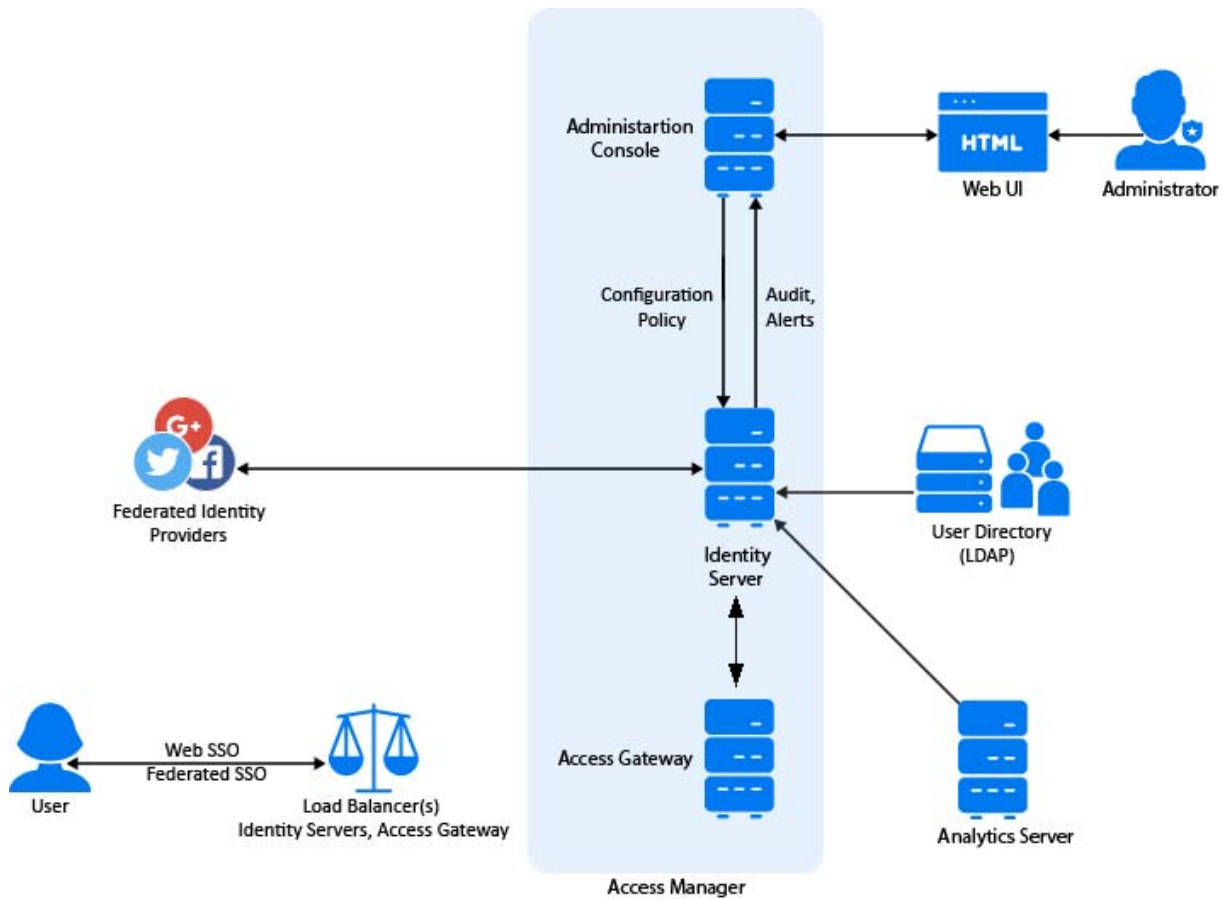 Administartion
Console
HTML
Web UI
Administrator
Configuration
Policy
Audit,
Alerts
G+
f
Federated Identity
Providers
Identity
Server
User Directory
(LDAP)
Web SSO
Federated SSO
User
Load Balancer(s)
Identity Servers, Access Gateway
Access Gateway
Analytics Server
Access Manager